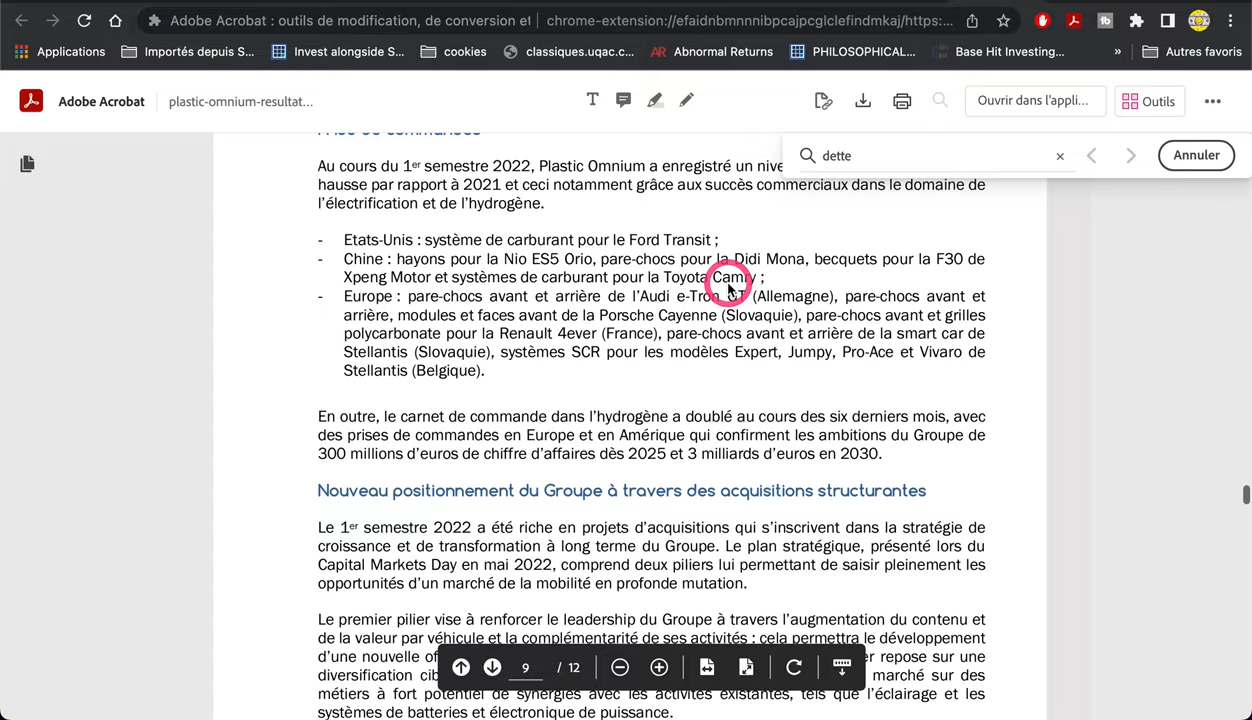 Adobe Acrobat : outils de modification, de conversion et
chrome-extension://efaidnbmnnnibpcajpcglclefindmkaj/https:...
Applications
Importés depuis S...
Invest alongside S...
cookies
classiques.uqac.c...
AR Abnormal Returns
PHILOSOPHICAL...
Base Hit Investing...
»
Autres favoris
Adobe Acrobat
plastic-omnium-resultat...
Ouvrir dans l'appli...
Outils
dette
Annuler
Au cours du 1er semestre 2022, Plastic Omnium a enregistré un nive
hausse par rapport à 2021 et ceci notamment grâce aux succès commerciaux dans le domaine de
l'électrification et de l'hydrogène.
- Etats-Unis : système de carburant pour le Ford Transit ;
- Chine : hayons pour la Nio ES5 Orio, pare-chocs pour la Didi Mona, becquets pour la F30 de
Xpeng Motor et systèmes de carburant pour la Toyota Camry ;
- Europe : pare-chocs avant et arrière de l'Audi e-Tron GT (Allemagne), pare-chocs avant et
arrière, modules et faces avant de la Porsche Cayenne (Slovaquie), pare-chocs avant et grilles
polycarbonate pour la Renault 4ever (France), pare-chocs avant et arrière de la smart car de
Stellantis (Slovaquie), systèmes SCR pour les modèles Expert, Jumpy, Pro-Ace et Vivaro de
Stellantis (Belgique).
En outre, le carnet de commande dans l'hydrogène a doublé au cours des six derniers mois, avec
des prises de commandes en Europe et en Amérique qui confirment les ambitions du Groupe de
300 millions d'euros de chiffre d'affaires dès 2025 et 3 milliards d'euros en 2030.
Nouveau positionnement du Groupe à travers des acquisitions structurantes
Le 1er semestre 2022 a été riche en projets d'acquisitions qui s'inscrivent dans la stratégie de
croissance et de transformation à long terme du Groupe. Le plan stratégique, présenté lors du
Capital Markets Day en mai 2022, comprend deux piliers lui permettant de saisir pleinement les
opportunités d'un marché de la mobilité en profonde mutation.
Le premier pilier vise à renforcer le leadership du Groupe à travers l'augmentation du contenu et
de la valeur par véhicule et la complémentarité de ses activités : cela permettra le développement
d'une nouvelle of
er repose sur une
diversification cib
marché sur des
métiers à fort potentiel de synergies avec les activités existantes, tels que l'éclairage et les
systèmes de batteries et électronique de puissance.
9 / 12